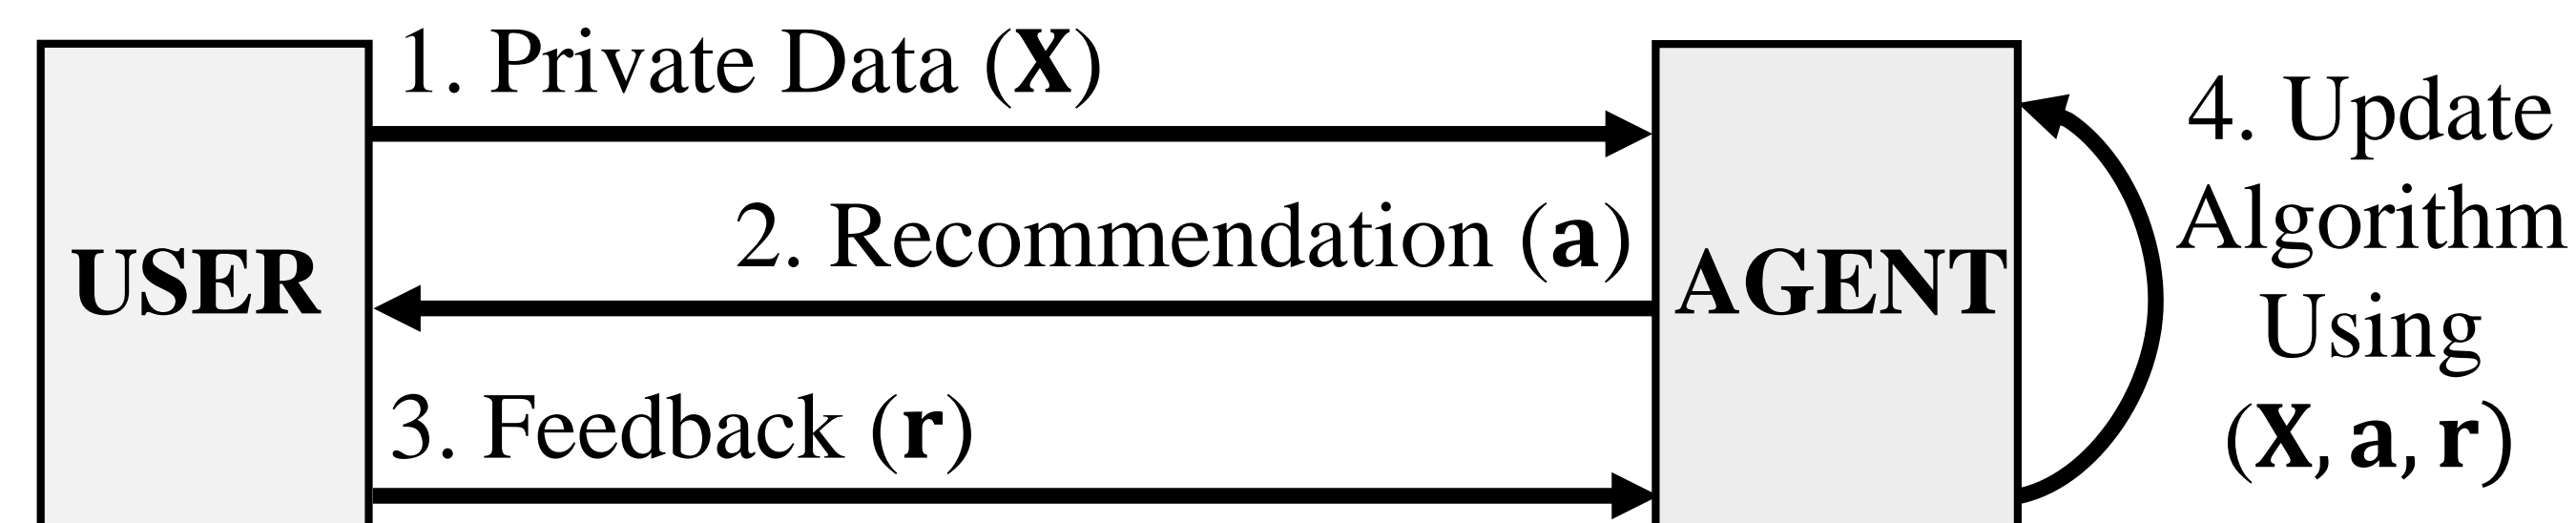 1. Private Data (X)
2. Recommendation (a)
3. Feedback (r)
USER
AGENT
4. Update
Algorithm
Using
(X, a, r)